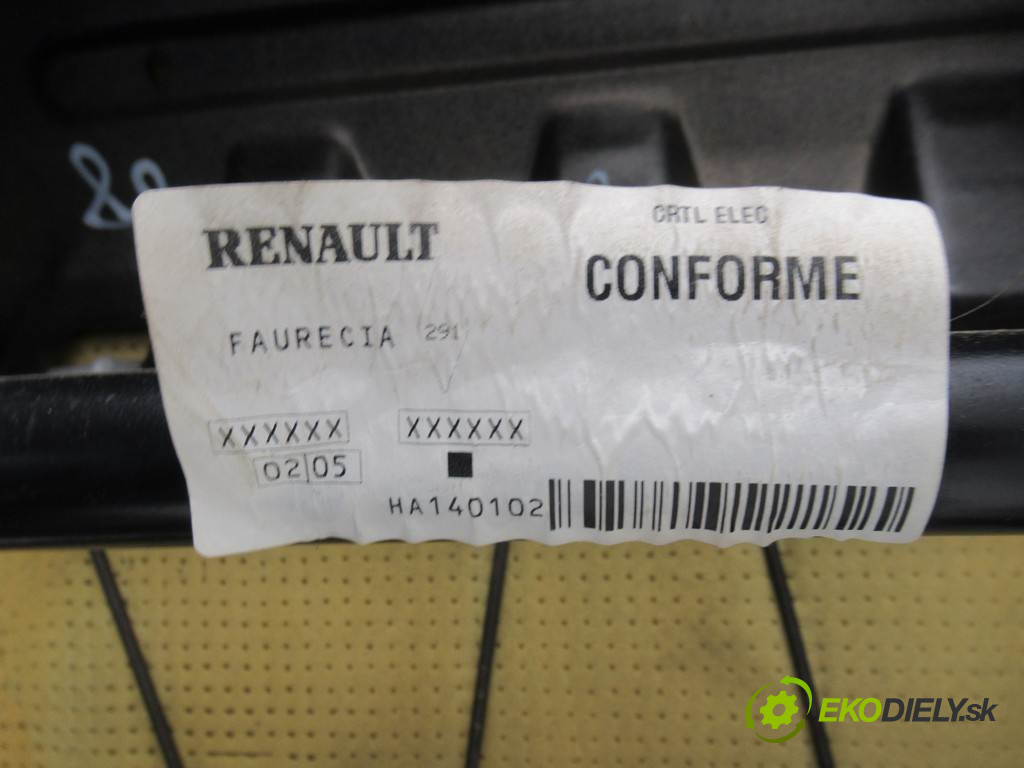 RENAULT
CRTL ELEC
CONFORME
FAURECIA 291
XXXXXX XXXXXX
02 05
HA140102
EKODIELY.sk